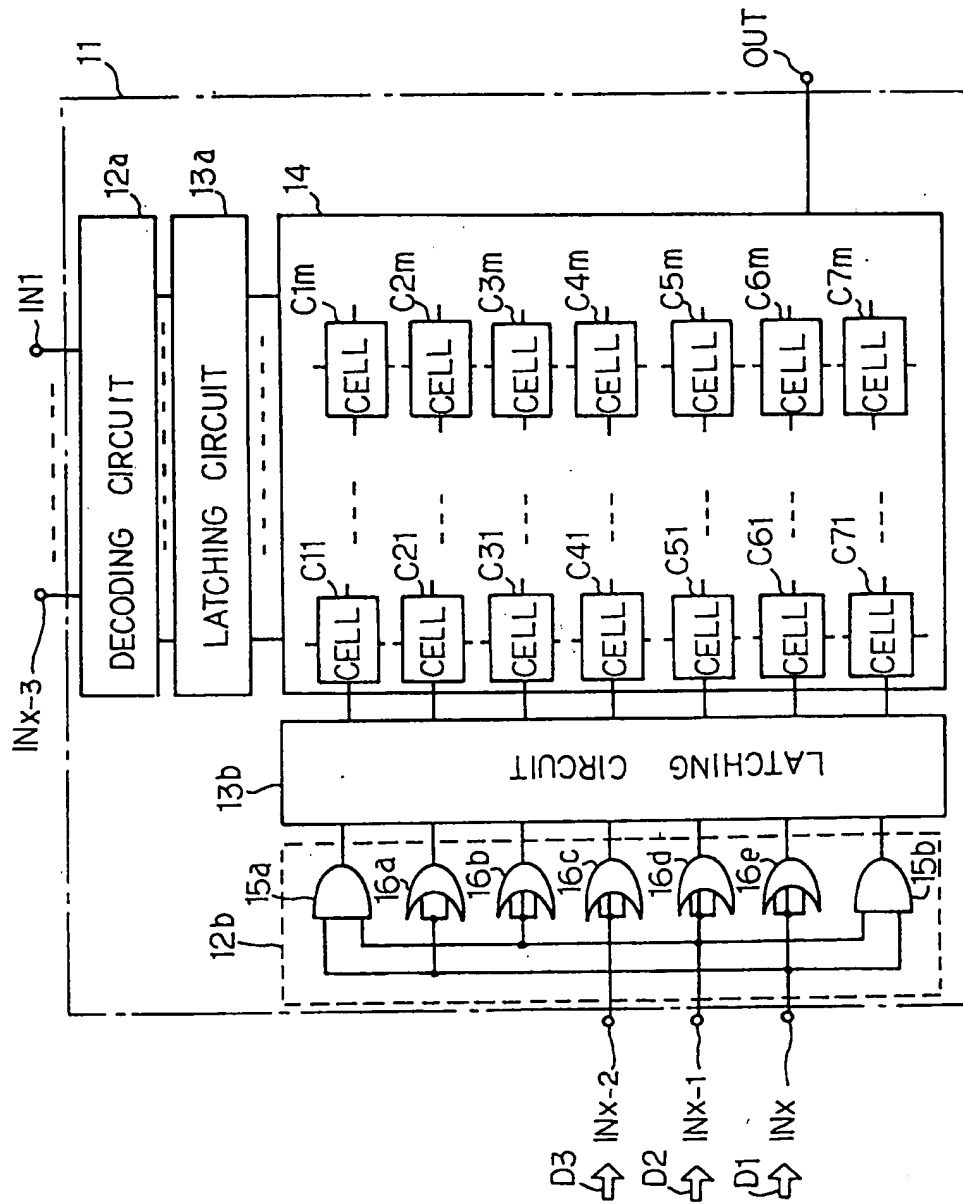 11
INx-3
IN1
DECODING CIRCUIT
12a
LATCHING CIRCUIT
13a
14
OUT
C11
C1m
CELL
CELL
C21
C2m
CELL
CELL
C31
C3m
CELL
CELL
C41
C4m
CELL
CELL
C51
C5m
CELL
CELL
C61
C6m
CELL
CELL
C71
C7m
CELL
CELL
13b
LATCHING
CIRCUIT
12b
15a
16a
16b
16c
16d
16e
15b
D3
INx-2
D2
INx-1
D1
INx